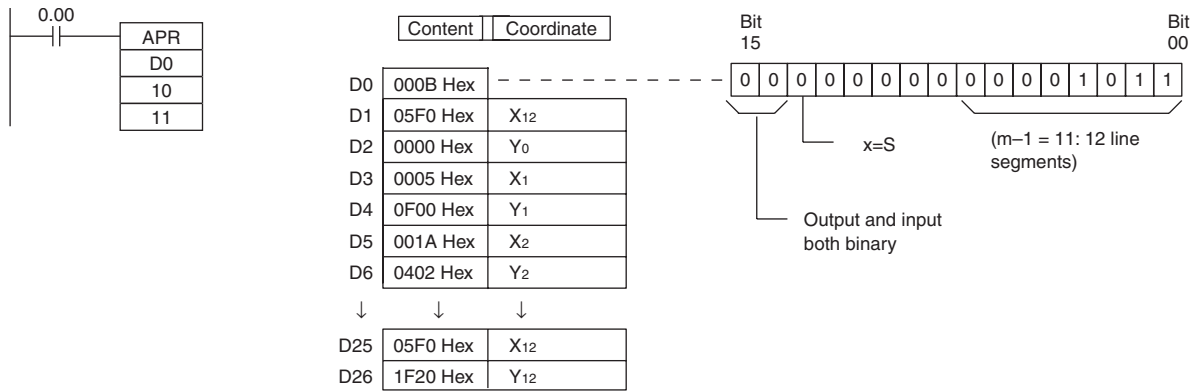 0.00
APR
D0
10
11
Content Coordinate
D0 000B Hex
D1 05F0 Hex X12
D2 0000 Hex Y0
D3 0005 Hex X1
D4 0F00 Hex Y1
D5 001A Hex X2
D6 0402 Hex Y2
↓ ↓ ↓
D25 05F0 Hex X12
D26 1F20 Hex Y12
Bit Bit
15 00
0 0 0 0 0 0 0 0 0 0 0 0 1 0 1 1
x=S
(m–1 = 11: 12 line
segments)
Output and input
both binary